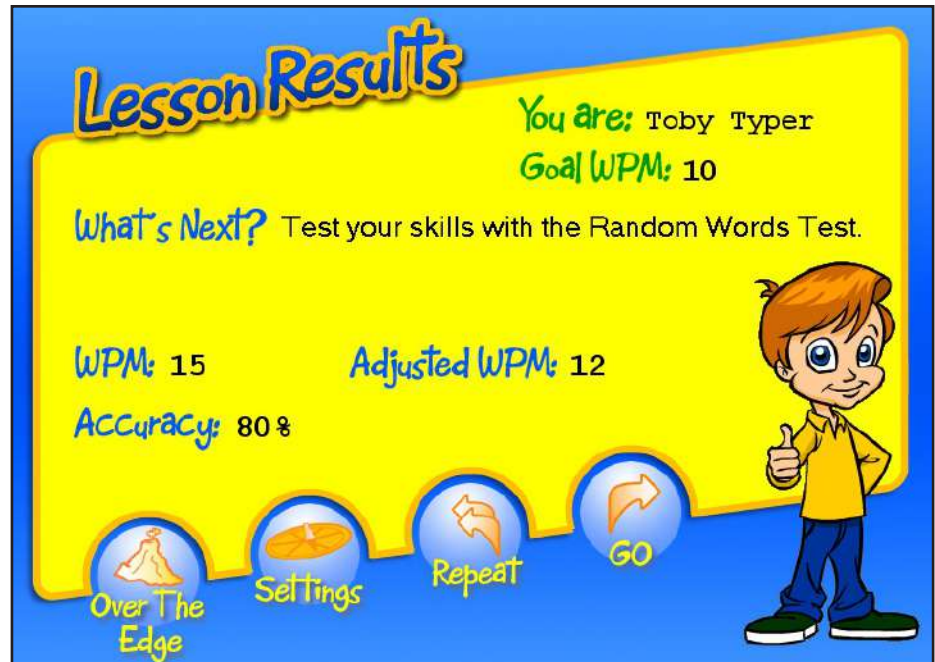 Lesson Results
You are: Toby Typer
Goal WPM: 10
What's Next? Test your skills with the Random Words Test.
WPM: 15 Adjusted WPM: 12
Accuracy: 80%
Over The
Edge
Settings
Repeat
GO